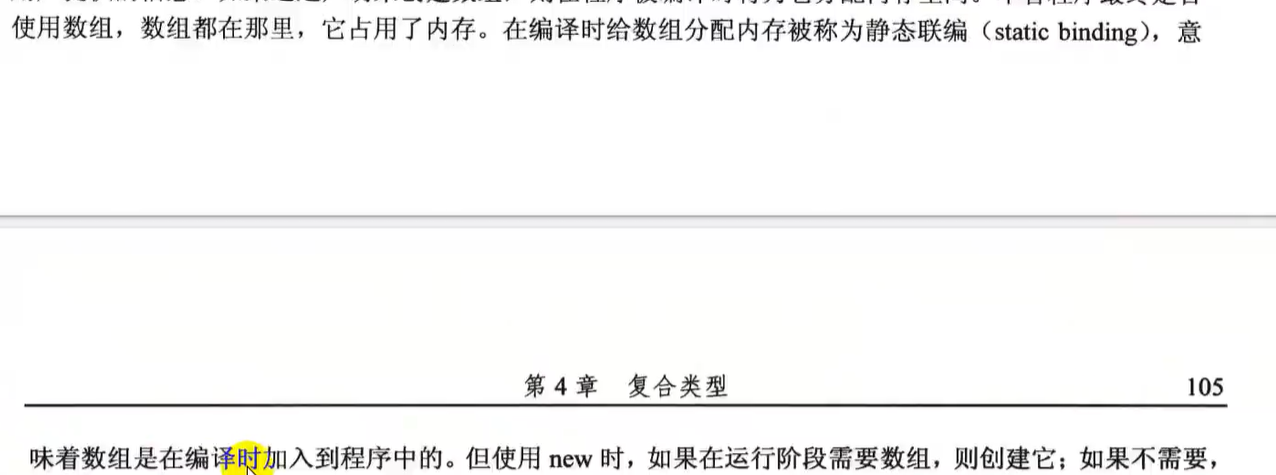 使用数组，数组都在那里，它占用了内存。在编译时给数组分配内存被称为静态联编（static binding），意
第 4 章 复合类型 105
味着数组是在编译时加入到程序中的。但使用 new 时，如果在运行阶段需要数组，则创建它；如果不需要，